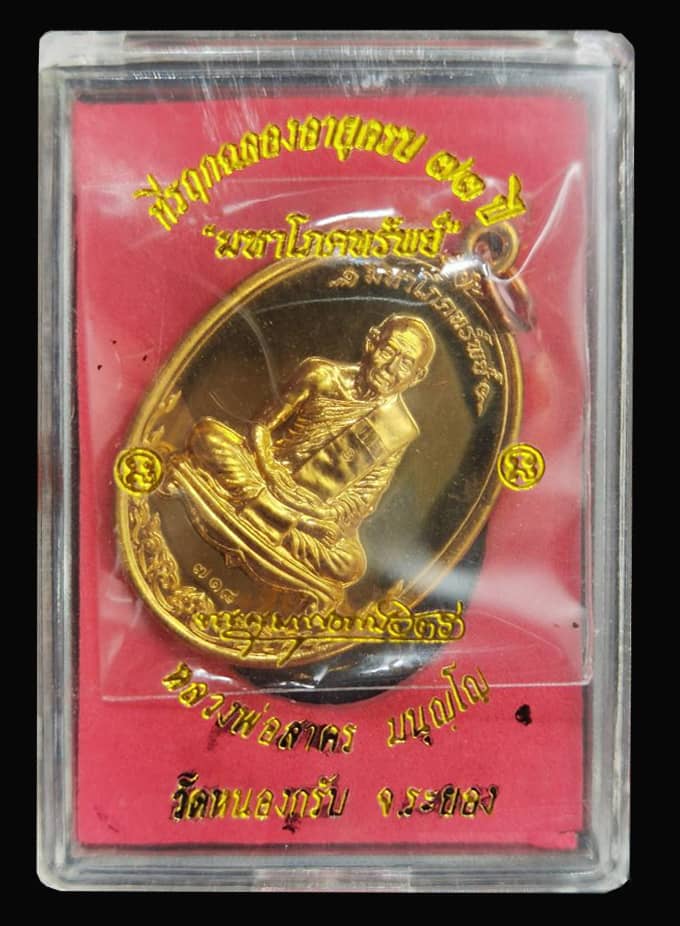 ที่รฤกฉลองอายุครบ ๗๓ ปี
"มหาโภคทรัพย์"
๑ มหาโภคทรัพย์ ๑
๗๑๘
หลวงพ่อสาคร มนุญฺโญ
วัดหนองกรับ จ.ระยอง